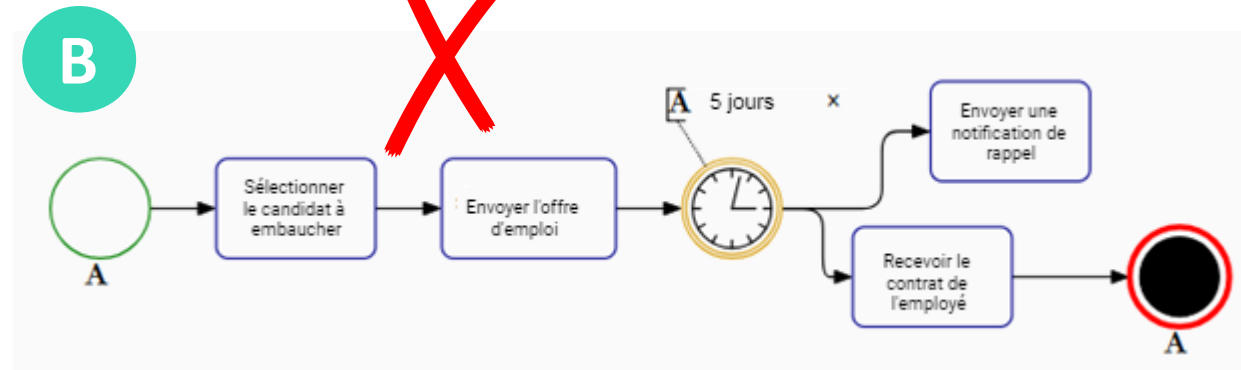 B
A 5 jours ×
Sélectionner
le candidat à
embaucher
Envoyer l'offre
d'emploi
Envoyer une
notification de
rappel
Recevoir le
contrat de
l'employé
A
A